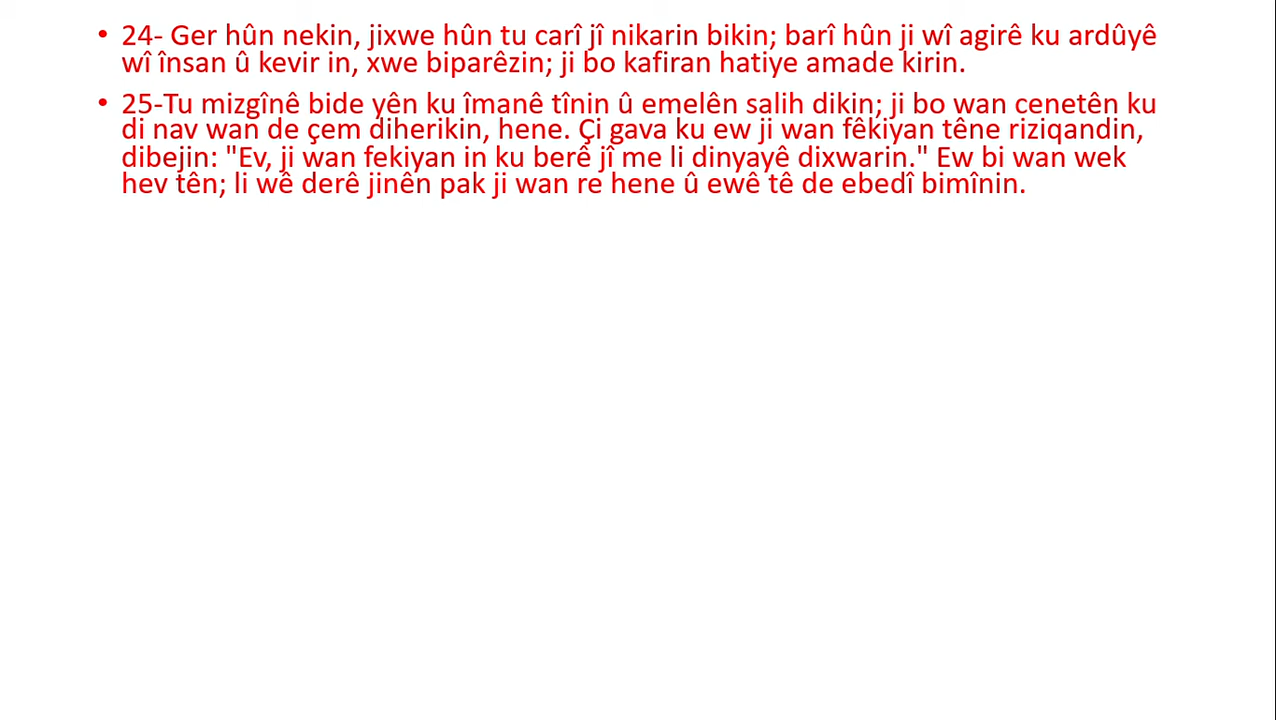 • 24- Ger hûn nekin, jixwe hûn tu carî jî nikarin bikin; barî hûn ji wî agirê ku ardûyê
wî însan û kevir in, xwe biparêzin; ji bo kafiran hatiye amade kirin.
• 25-Tu mizgînê bide yên ku îmanê tînin û emelên salih dikin; ji bo wan cenetên ku
di nav wan de çem diherikin, hene. Çi gava ku ew ji wan fêkiyan têne riziqandin,
dibejin: "Ev, ji wan fekiyan in ku berê jî me li dinyayê dixwarin." Ew bi wan wek
hev tên; li wê derê jinên pak ji wan re hene û ewê tê de ebedî bimînin.